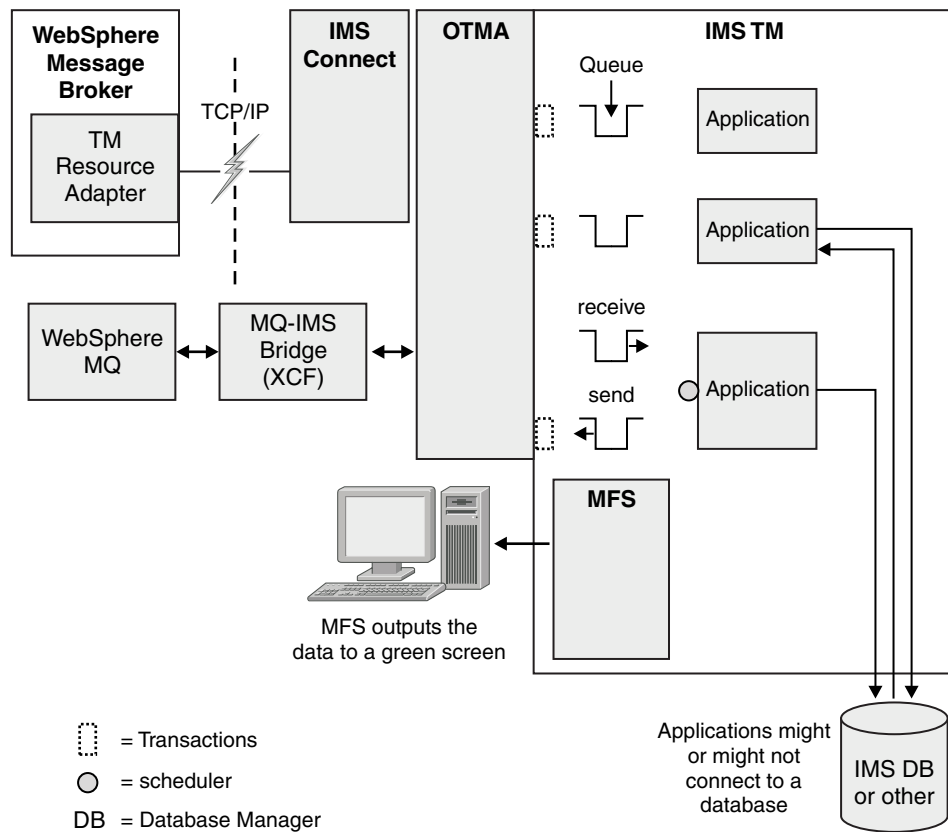 WebSphere
Message
Broker
TM
Resource
Adapter
TCP/IP
IMS
Connect
OTMA
IMS TM
Queue
Application
Application
WebSphere
MQ
MQ-IMS
Bridge
(XCF)
receive
send
Application
MFS
MFS outputs the
data to a green screen
= Transactions
= scheduler
DB = Database Manager
Applications might
or might not
connect to a
database
IMS DB
or other